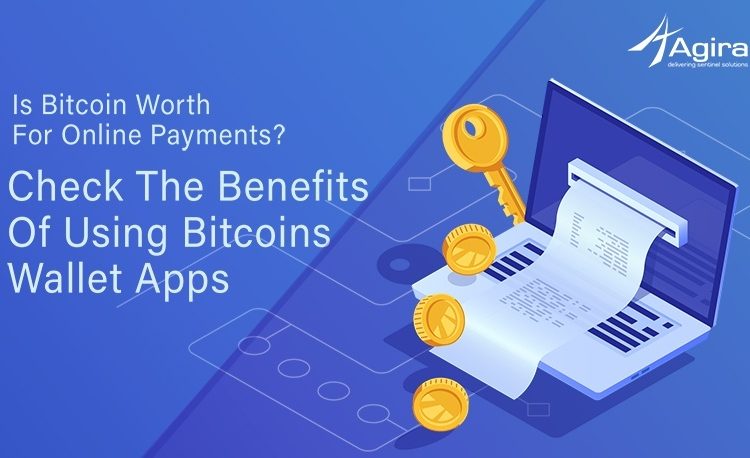 Agira
delivering sentinel solutions
Is Bitcoin Worth
For Online Payments?
Check The Benefits
Of Using Bitcoins
Wallet Apps